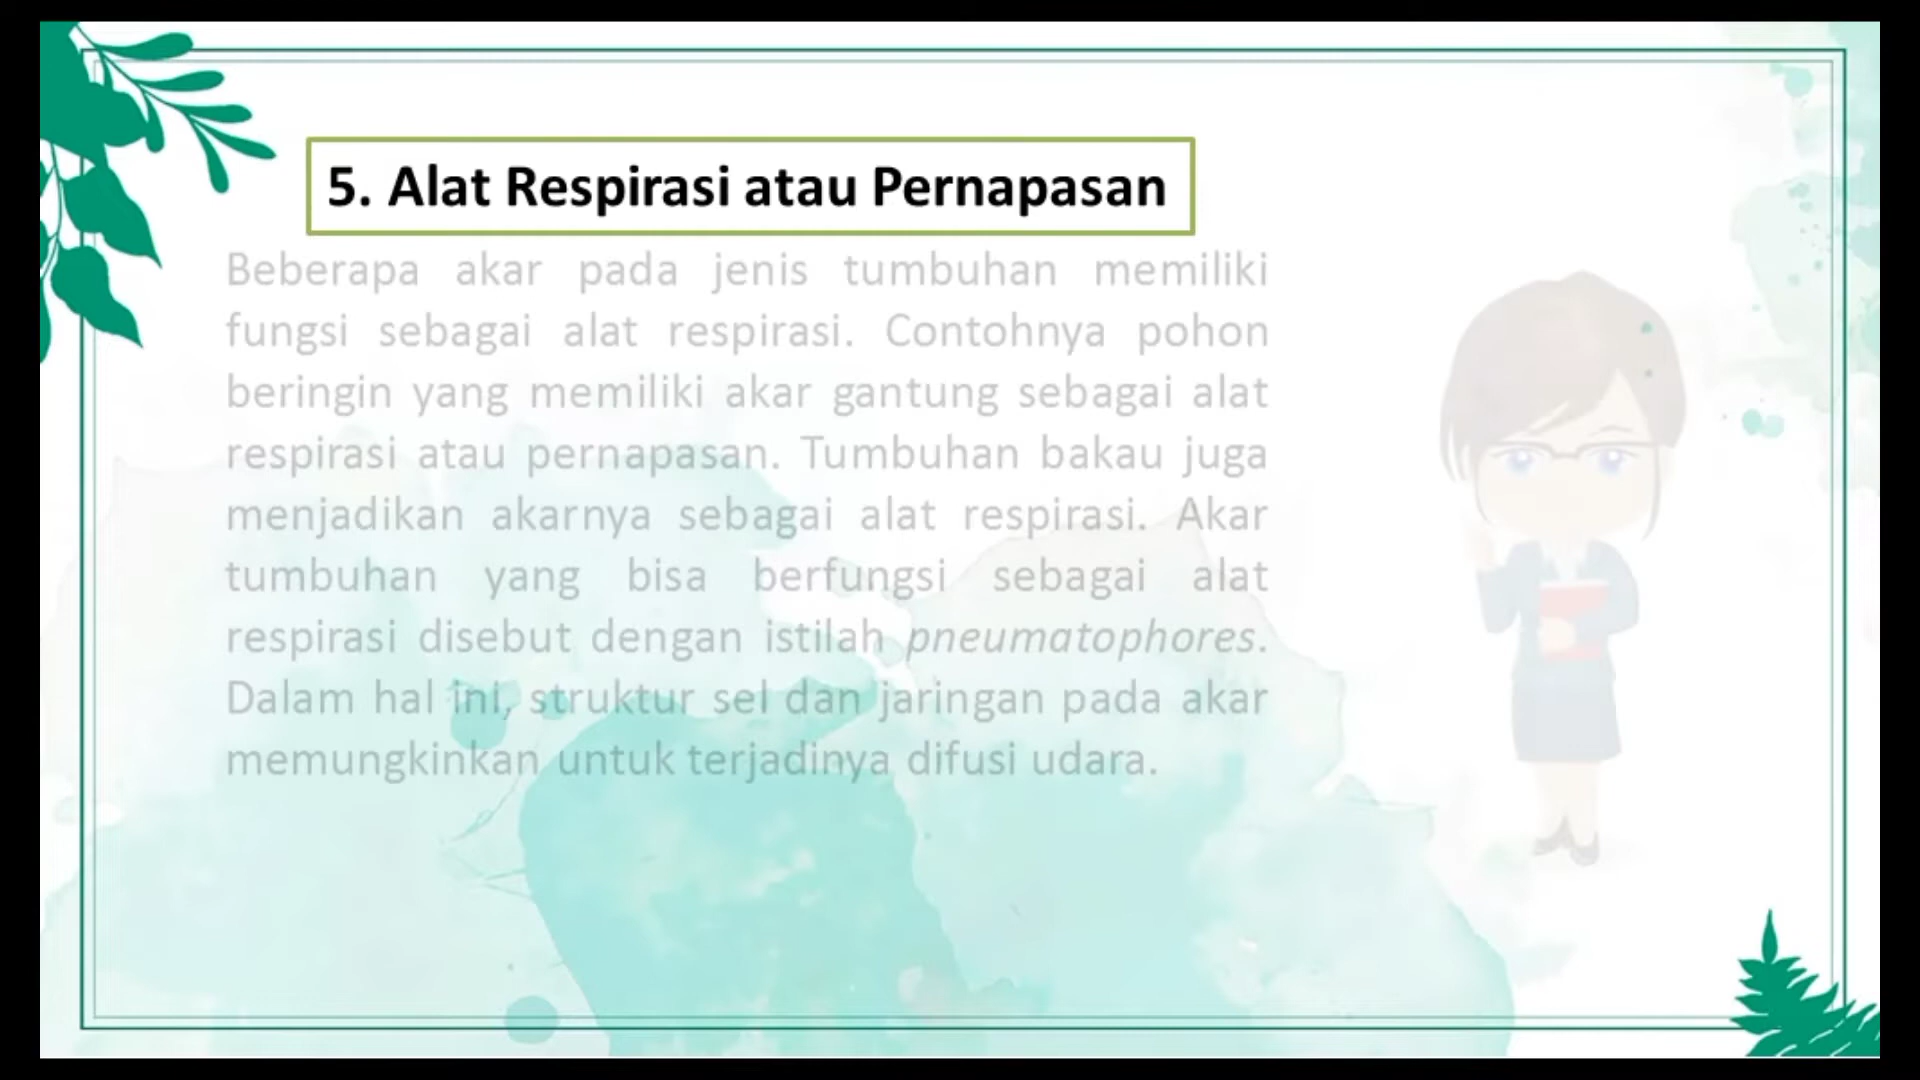 5. Alat Respirasi atau Pernapasan
Beberapa akar pada jenis tumbuhan memiliki
fungsi sebagai alat respirasi. Contohnya pohon
beringin yang memiliki akar gantung sebagai alat
respirasi atau pernapasan. Tumbuhan bakau juga
menjadikan akarnya sebagai alat respirasi. Akar
tumbuhan yang bisa berfungsi sebagai alat
respirasi disebut dengan istilah pneumatophores.
Dalam hal ini, struktur sel dan jaringan pada akar
memungkinkan untuk terjadinya difusi udara.